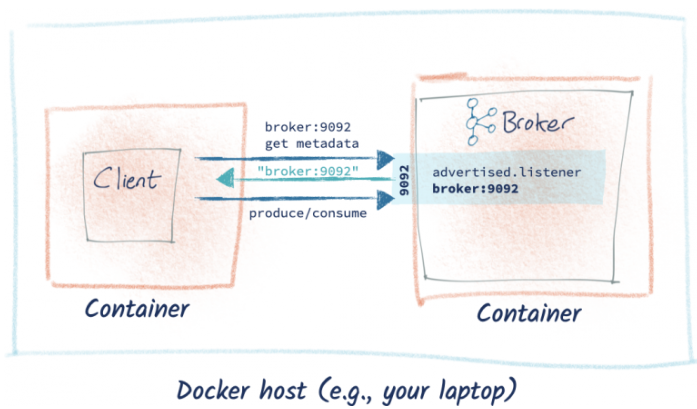 broker:9092
get metadata
Broker
Client
"broker:9092"
9092
advertised.listener
broker:9092
produce/consume
Container
Container
Docker host (e.g., your laptop)